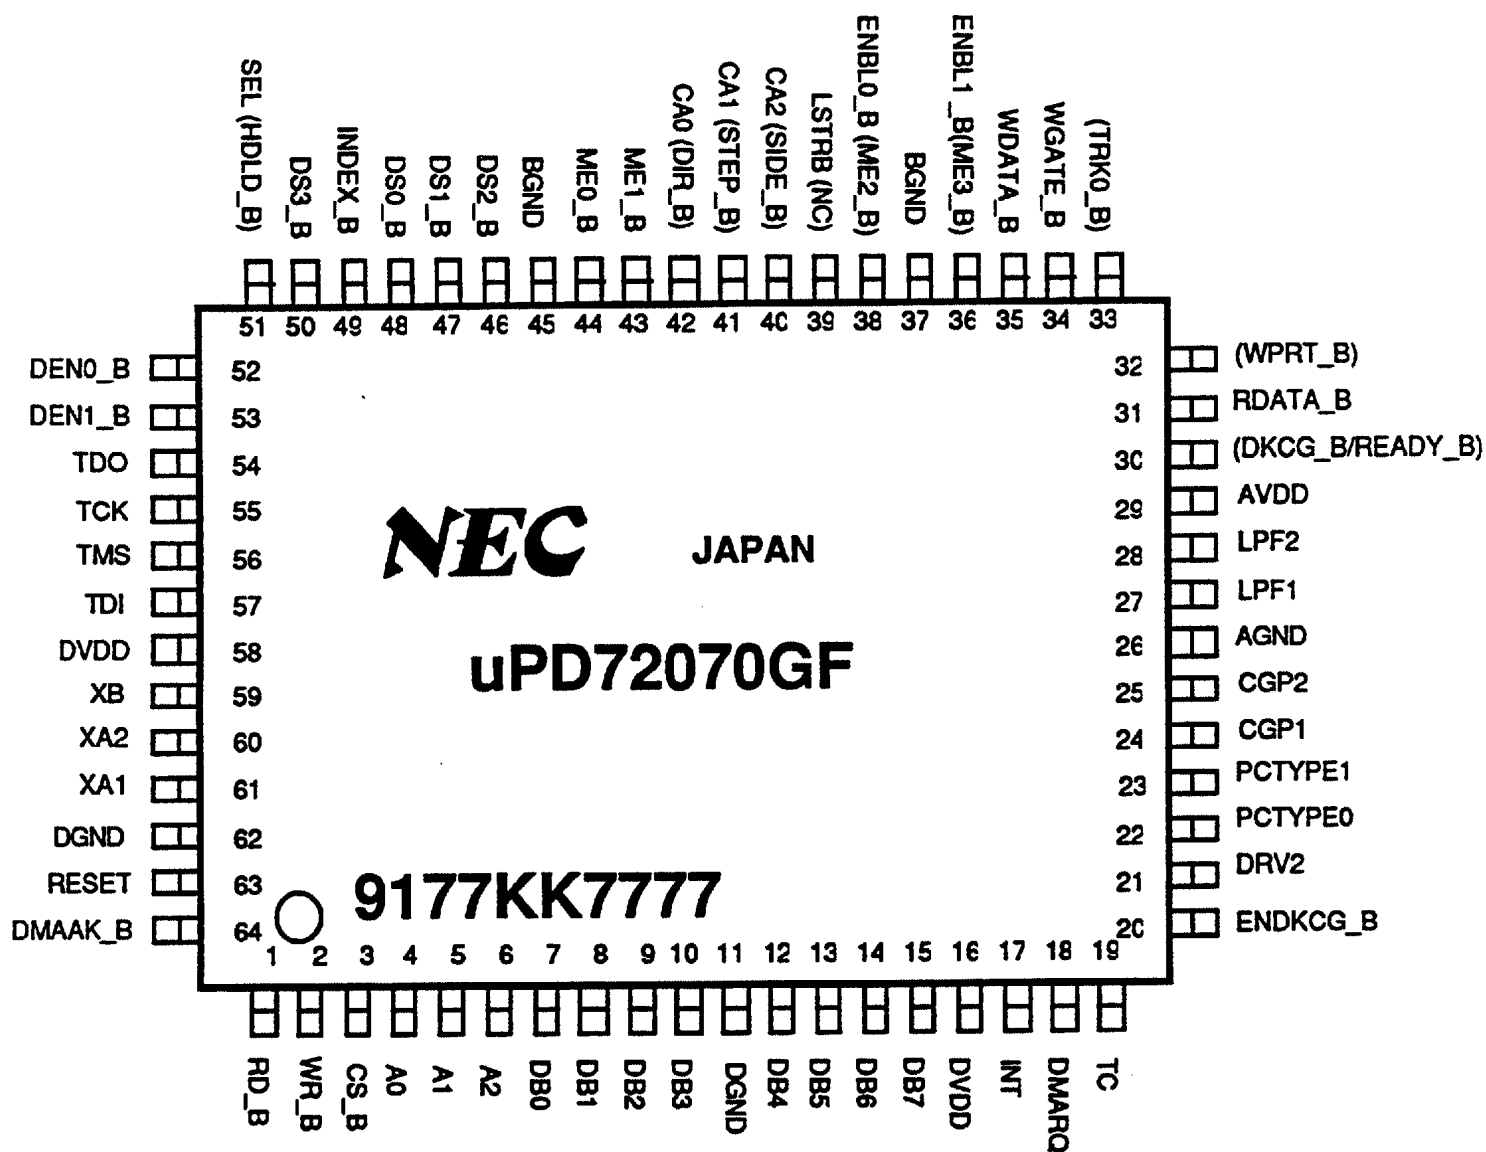 SEL (HDLD_B)
DS3_B
INDEX_B
DS0_B
DS1_B
DS2_B
BGND
ME0_B
ME1_B
CA0 (DIR_B)
CA1 (STEP_B)
CA2 (SIDE_B)
LSTRB (NC)
ENBL0_B (ME2_B)
BGND
ENBL1_B(ME3_B)
WDATA_B
WGATE_B
(TRK0_B)
51 50 49 48 47 46 45 44 43 42 41 40 39 38 37 36 35 34 33
DEN0_B 52
DEN1_B 53
TDO 54
TCK 55
TMS 56
TDI 57
DVDD 58
XB 59
XA2 60
XA1 61
DGND 62
RESET 63
DMAAK_B 64
NEC JAPAN
uPD72070GF
9177KK7777
32 (WPRT_B)
31 RDATA_B
30 (DKCG_B/READY_B)
29 AVDD
28 LPF2
27 LPF1
26 AGND
25 CGP2
24 CGP1
23 PCTYPE1
22 PCTYPE0
21 DRV2
20 ENDKCG_B
1 2 3 4 5 6 7 8 9 10 11 12 13 14 15 16 17 18 19
RD_B
WR_B
CS_B
A0
A1
A2
DB0
DB1
DB2
DB3
DGND
DB4
DB5
DB6
DB7
DVDD
INT
DMARQ
TC